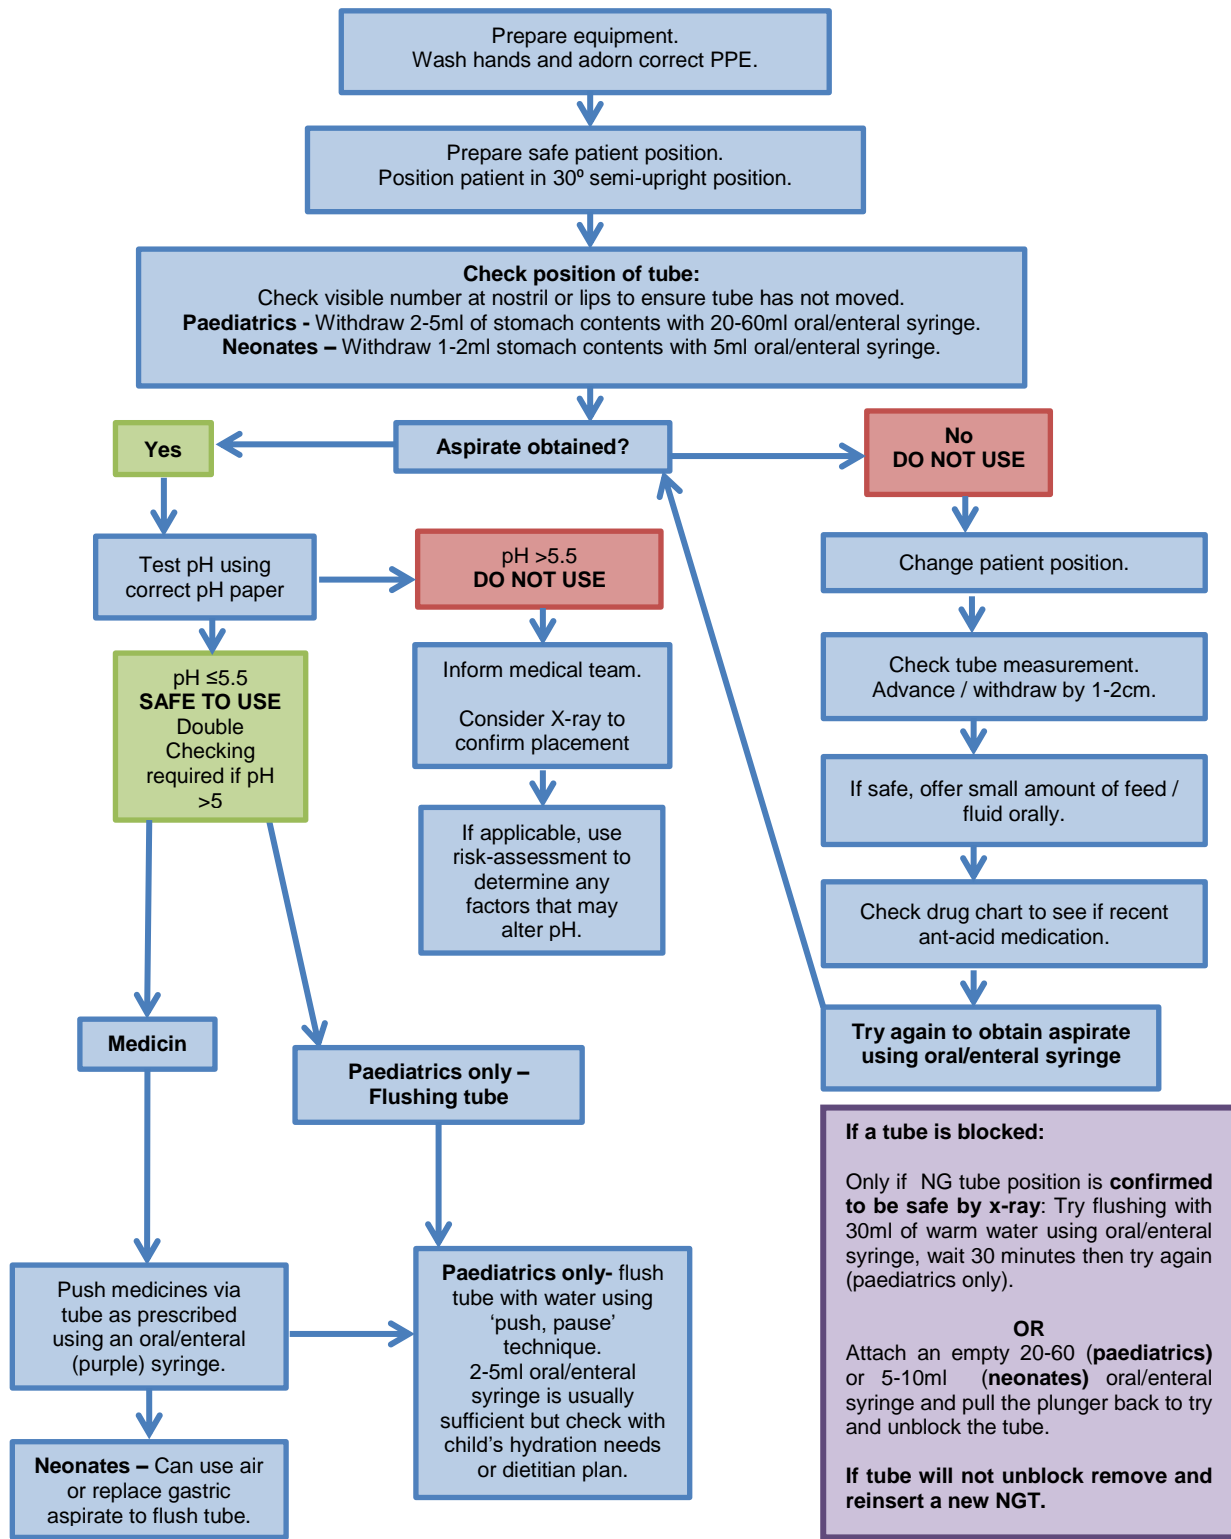 Prepare equipment.
Wash hands and adorn correct PPE.
Prepare safe patient position.
Position patient in 30º semi-upright position.
Check position of tube:
Check visible number at nostril or lips to ensure tube has not moved.
Paediatrics - Withdraw 2-5ml of stomach contents with 20-60ml oral/enteral syringe.
Neonates – Withdraw 1-2ml stomach contents with 5ml oral/enteral syringe.
Aspirate obtained?
Yes
No
DO NOT USE
Test pH using
correct pH paper
pH >5.5
DO NOT USE
Change patient position.
pH ≤5.5
SAFE TO USE
Double
Checking
required if pH
>5
Inform medical team.
Consider X-ray to
confirm placement
Check tube measurement.
Advance / withdraw by 1-2cm.
If safe, offer small amount of feed /
fluid orally.
If applicable, use
risk-assessment to
determine any
factors that may
alter pH.
Check drug chart to see if recent
ant-acid medication.
Try again to obtain aspirate
using oral/enteral syringe
Medicin
Paediatrics only –
Flushing tube
Push medicines via
tube as prescribed
using an oral/enteral
(purple) syringe.
Paediatrics only- flush
tube with water using
‘push, pause’
technique.
2-5ml oral/enteral
syringe is usually
sufficient but check with
child’s hydration needs
or dietitian plan.
Neonates – Can use air
or replace gastric
aspirate to flush tube.
If a tube is blocked:
Only if NG tube position is confirmed
to be safe by x-ray: Try flushing with
30ml of warm water using oral/enteral
syringe, wait 30 minutes then try again
(paediatrics only).
OR
Attach an empty 20-60 (paediatrics)
or 5-10ml (neonates) oral/enteral
syringe and pull the plunger back to try
and unblock the tube.
If tube will not unblock remove and
reinsert a new NGT.